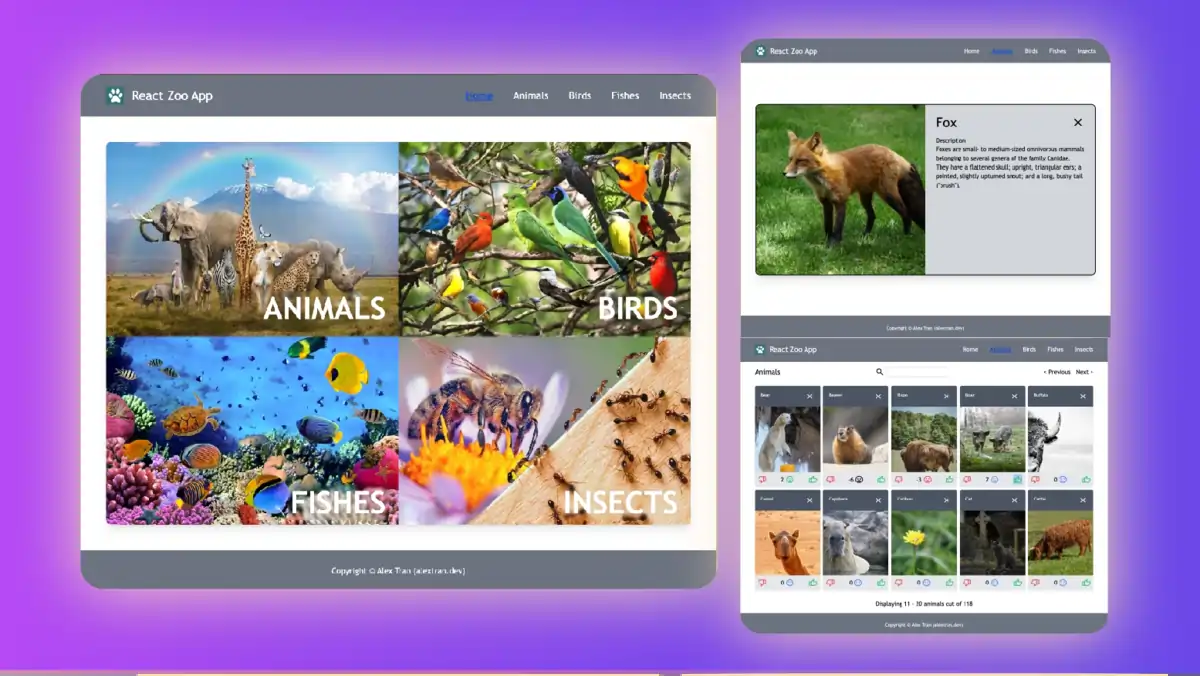 React Zoo App
Home Animals Birds Fishes Insects
ANIMALS
BIRDS
FISHES
INSECTS
Copyright © Alex Tran (alextran.dev)
React Zoo App
Home Animals Birds Fishes Insects
Fox
Description
Foxes are small- to medium-sized omnivorous mammals
belonging to several genera of the family Canidae.
They have a flattened skull; upright, triangular ears; a
pointed, slightly upturned snout; and a long, bushy tail
("brush").
Copyright © Alex Tran (alextran.dev)
React Zoo App
Home Animals Birds Fishes Insects
Animals
‹ Previous Next ›
Bear Beaver Bison Boar Buffalo
2 -6 -3 7 0
Camel Capybara Cat
0 0 0 0 0
Displaying 11 - 20 animals out of 118
Copyright © Alex Tran (alextran.dev)